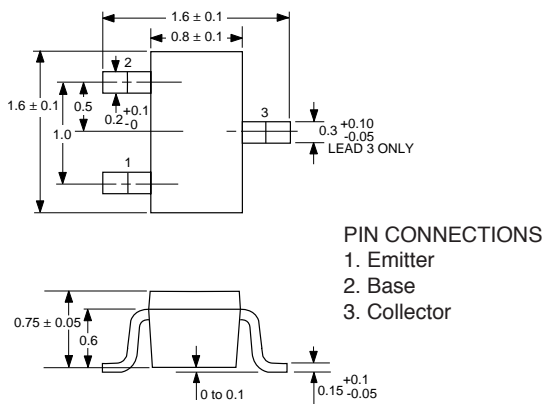 1.6 ± 0.1
0.8 ± 0.1
2
1.6 ± 0.1
0.5
1.0
0.2 +0.1 -0
3
0.3 +0.10 -0.05
LEAD 3 ONLY
1
PIN CONNECTIONS
1. Emitter
2. Base
3. Collector
0.75 ± 0.05
0.6
0 to 0.1
0.15 +0.1 -0.05